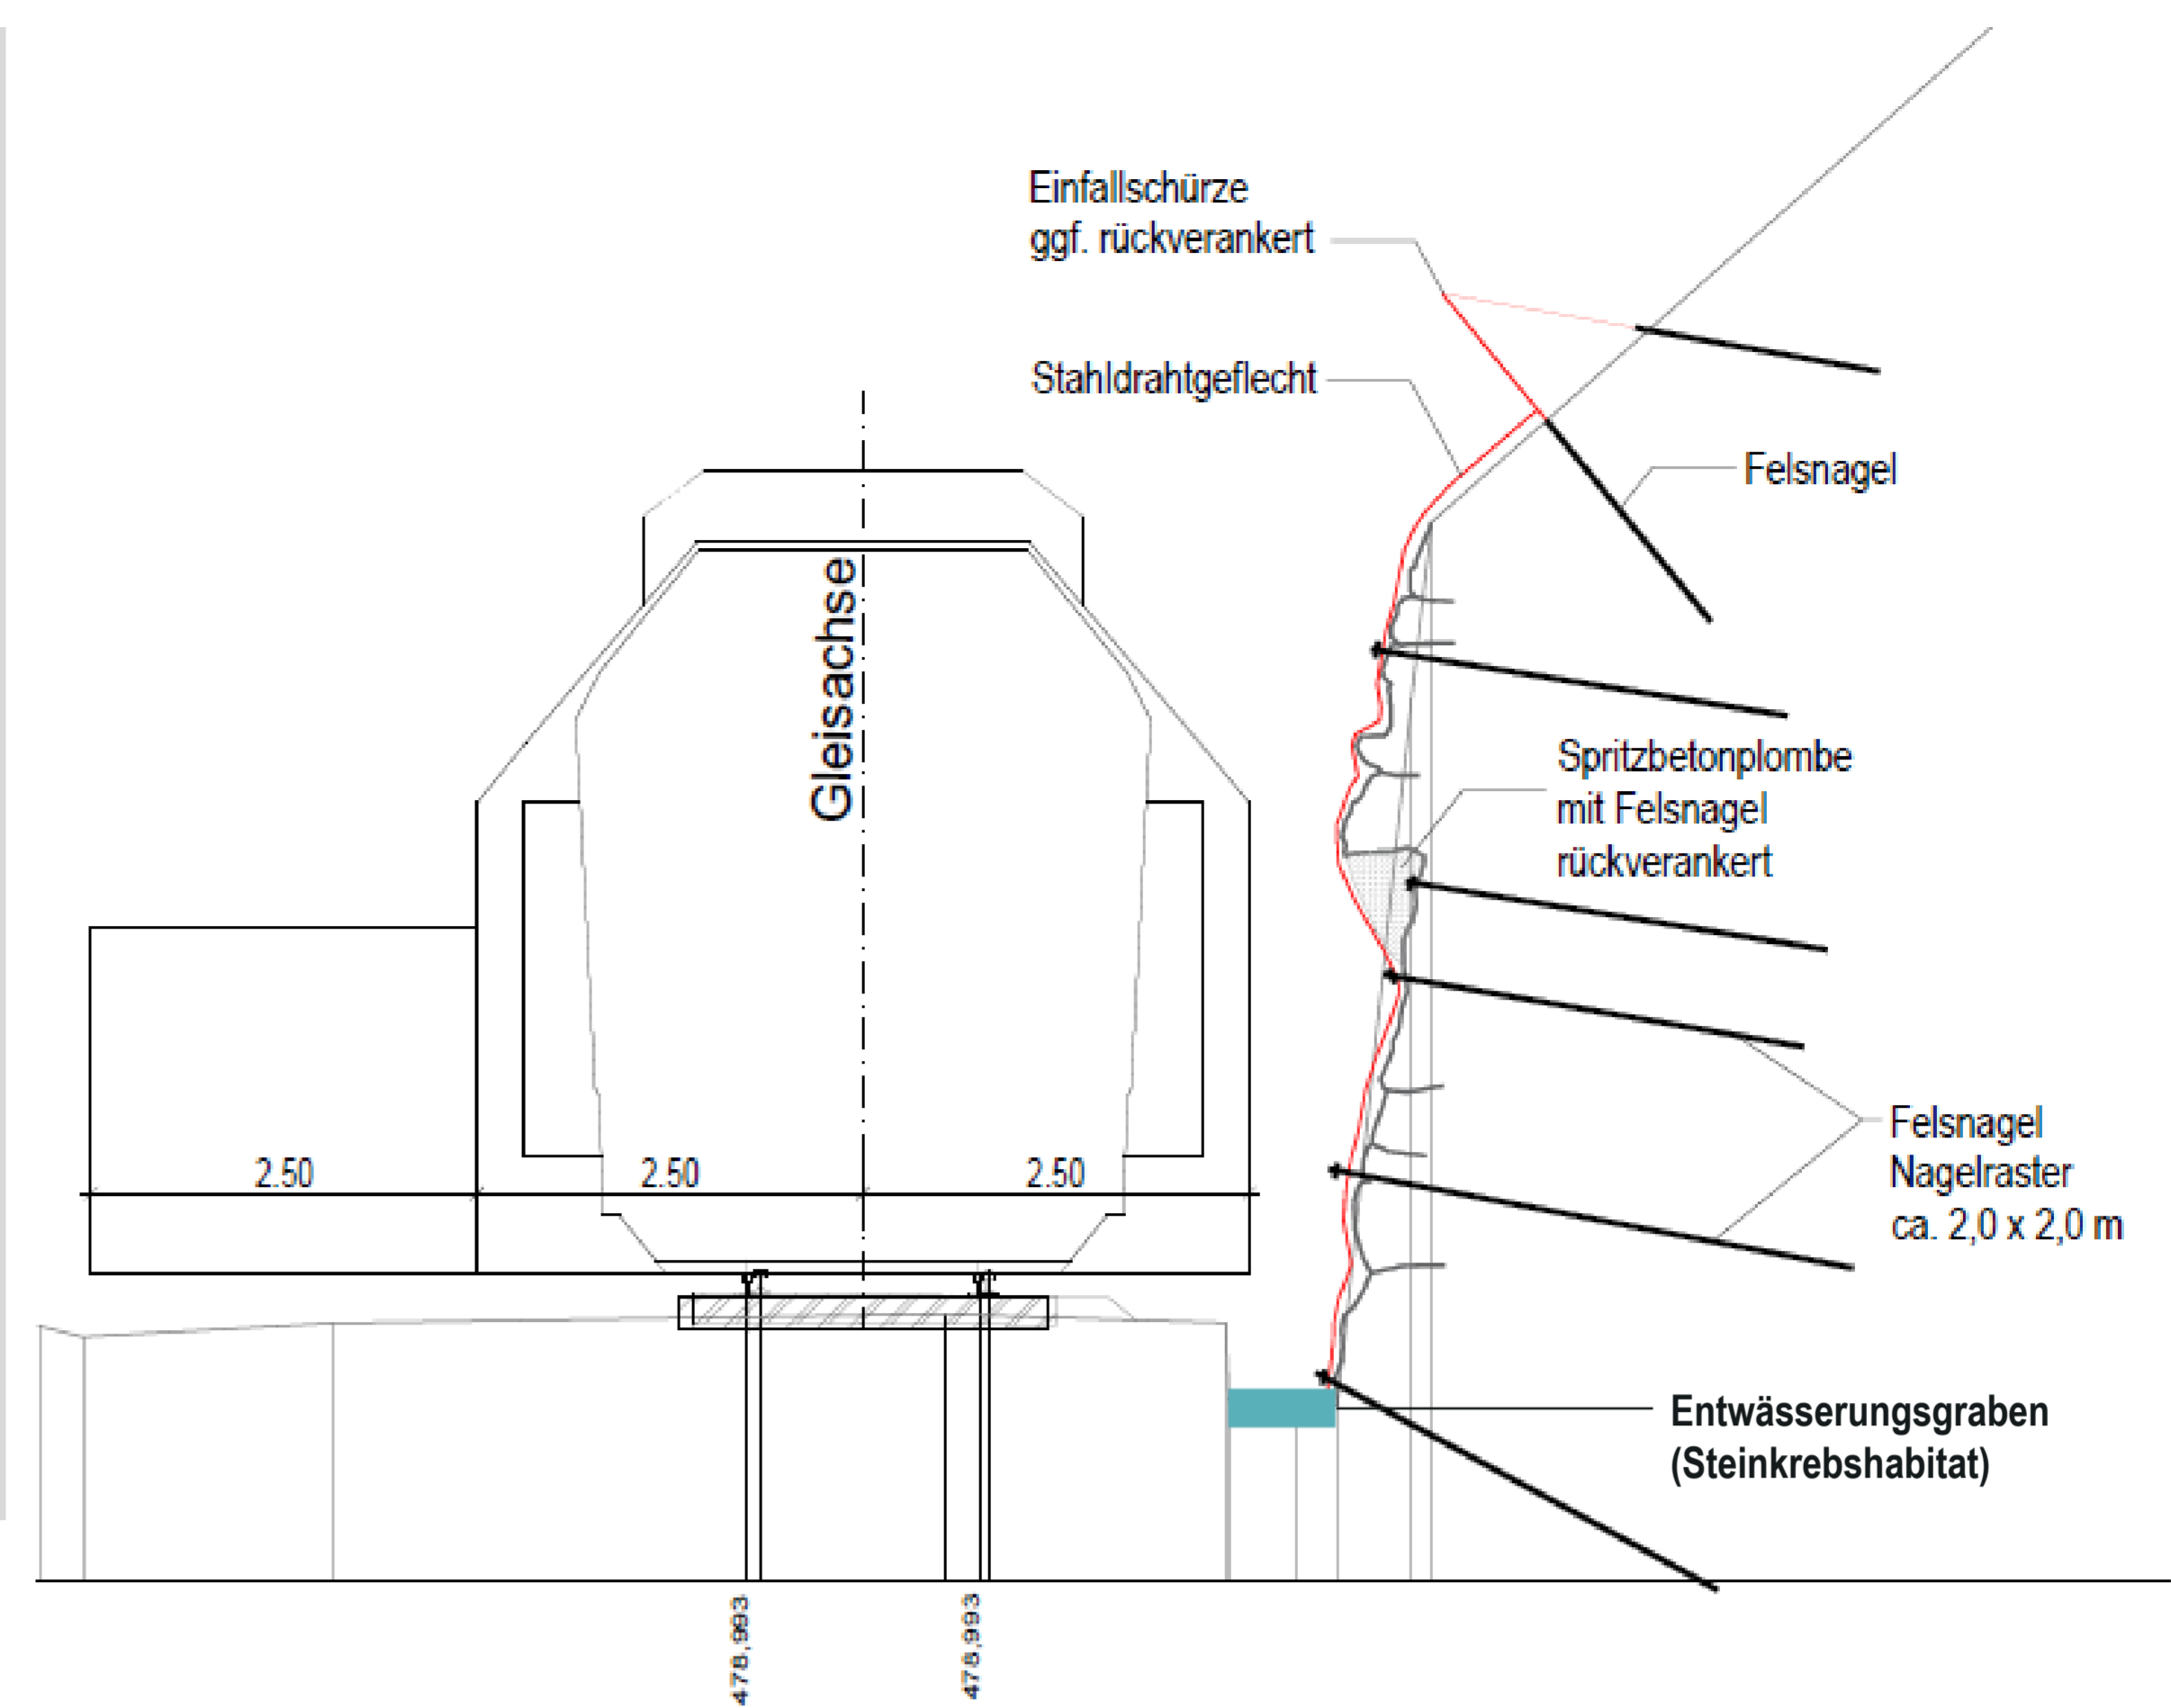 Einfallschürze
ggf. rückverankert
Stahldrahtgeflecht
Felsnagel
Gleisachse
Spritzbetonplombe
mit Felsnagel
rückverankert
2.50
2.50
2.50
Felsnagel
Nagelraster
ca. 2,0 x 2,0 m
Entwässerungsgraben
(Steinkrebshabitat)
478,993
478,993